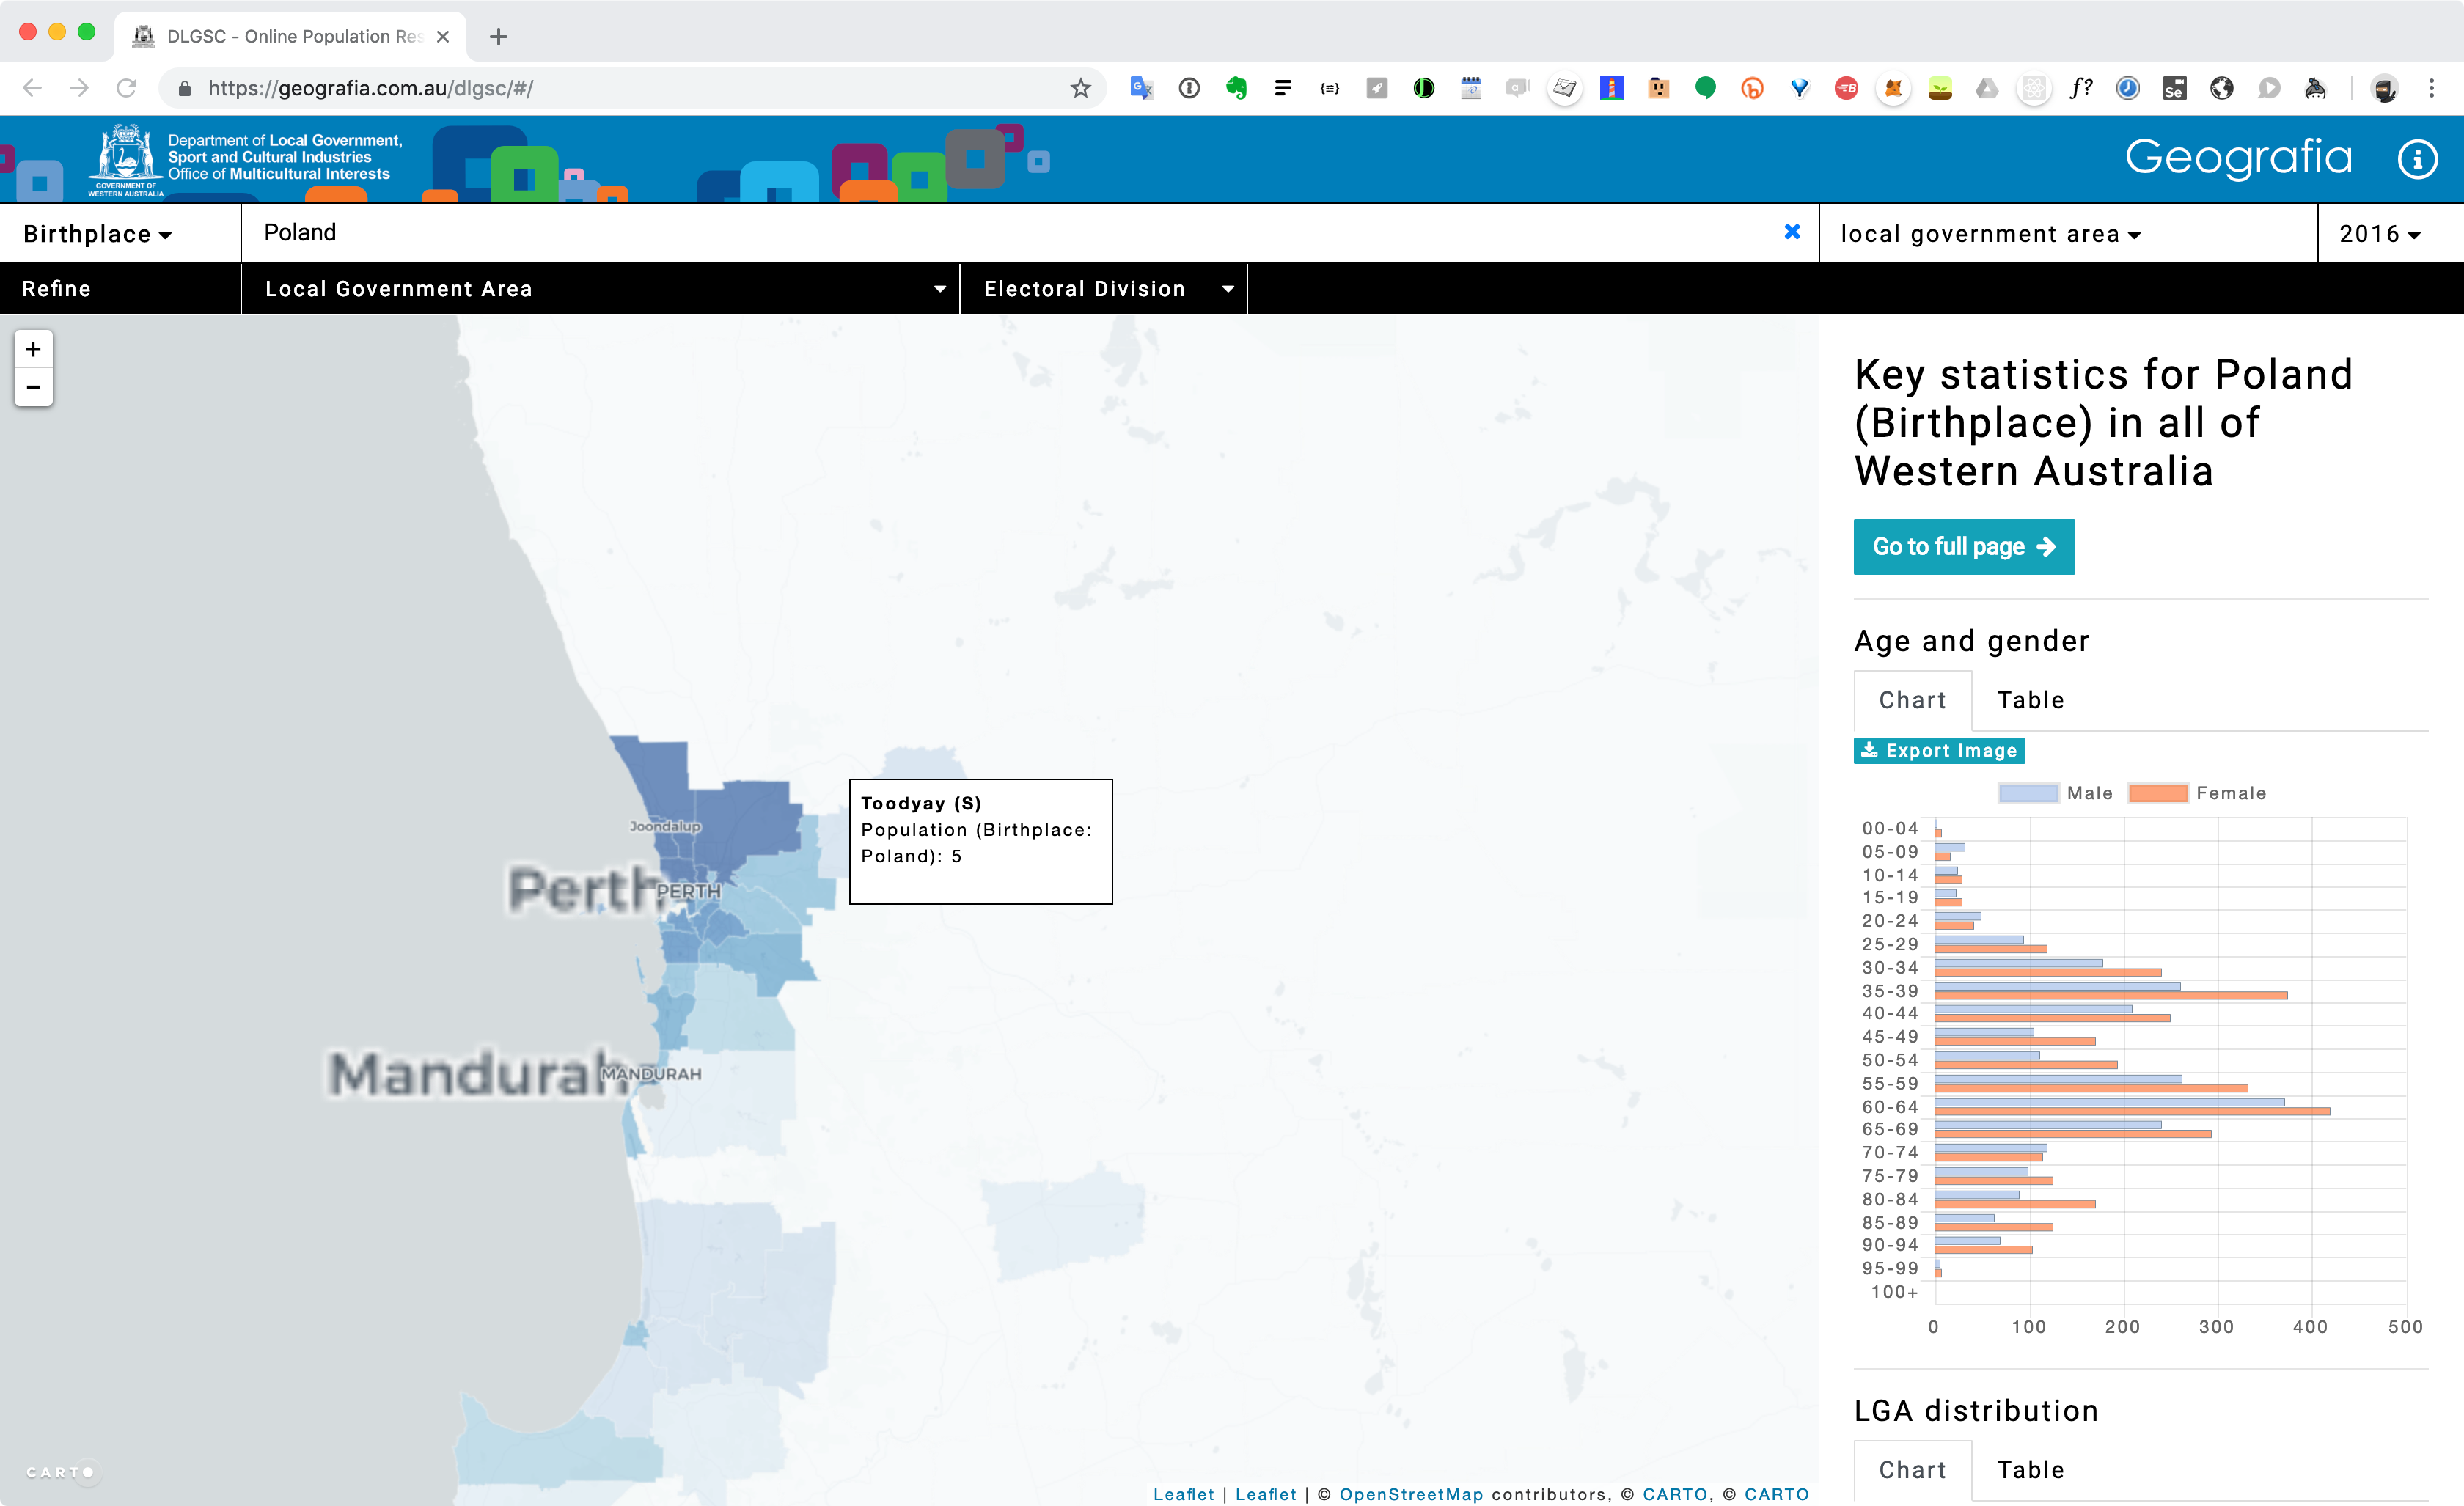 DLGSC - Online Population Res
https://geografia.com.au/dlgsc/#/
GOVERNMENT OF
WESTERN AUSTRALIA
Department of Local Government,
Sport and Cultural Industries
Office of Multicultural Interests
Geografia
Birthplace
Poland
local government area
2016
Refine
Local Government Area
Electoral Division
+
−
Joondalup
Perth
PERTH
Mandurah
MANDURAH
Toodyay (S)
Population (Birthplace:
Poland): 5
CARTO
Leaflet | Leaflet | © OpenStreetMap contributors, © CARTO, © CARTO
Key statistics for Poland
(Birthplace) in all of
Western Australia
Go to full page
Age and gender
Chart Table
Export Image
Male Female
00-04
05-09
10-14
15-19
20-24
25-29
30-34
35-39
40-44
45-49
50-54
55-59
60-64
65-69
70-74
75-79
80-84
85-89
90-94
95-99
100+
0 100 200 300 400 500
LGA distribution
Chart Table